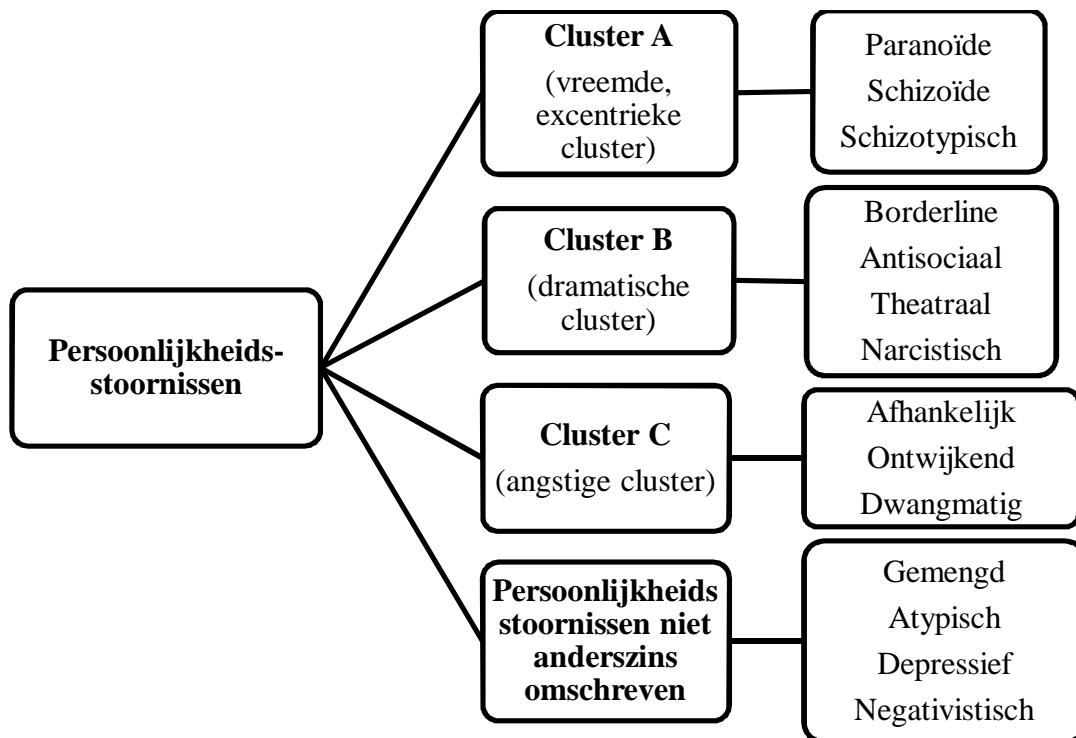 Persoonlijkheids-
stoornissen
Cluster A
(vreemde,
excentrieke
cluster)
Paranoïde
Schizoïde
Schizotypisch
Cluster B
(dramatische
cluster)
Borderline
Antisociaal
Theatraal
Narcistisch
Cluster C
(angstige cluster)
Afhankelijk
Ontwijkend
Dwangmatig
Persoonlijkheids
stoornissen niet
anderszins
omschreven
Gemengd
Atypisch
Depressief
Negativistisch